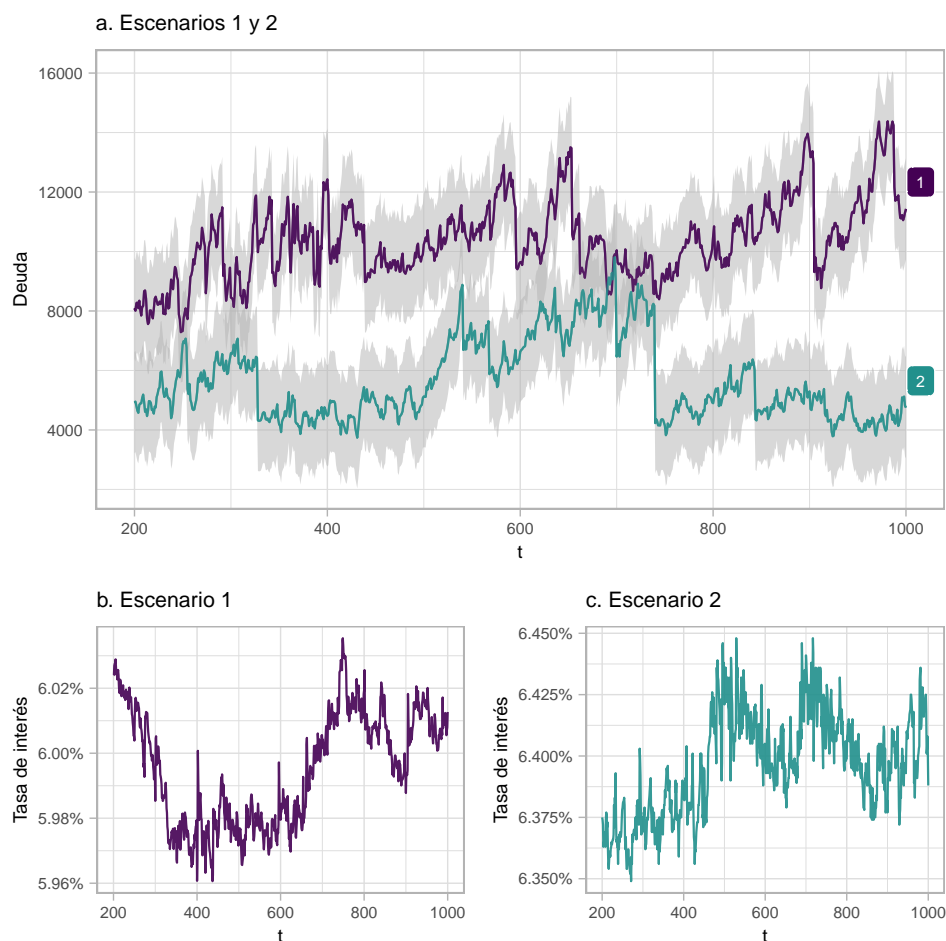 a. Escenarios 1 y 2
16000
12000
8000
4000
Deuda
1
2
200 400 600 800 1000
t
b. Escenario 1
6.02%
6.00%
5.98%
5.96%
Tasa de interés
200 400 600 800 1000
t
c. Escenario 2
6.450%
6.425%
6.400%
6.375%
6.350%
Tasa de interés
200 400 600 800 1000
t